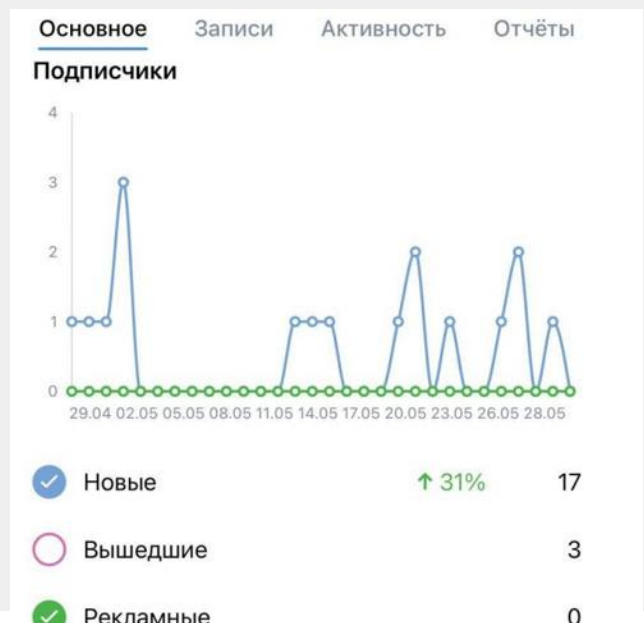 Основное Записи Активность Отчёты
Подписчики
4
3
2
1
0
29.04 02.05 05.05 08.05 11.05 14.05 17.05 20.05 23.05 26.05 28.05
Новые ↑ 31% 17
Вышедшие 3
Рекламные 0